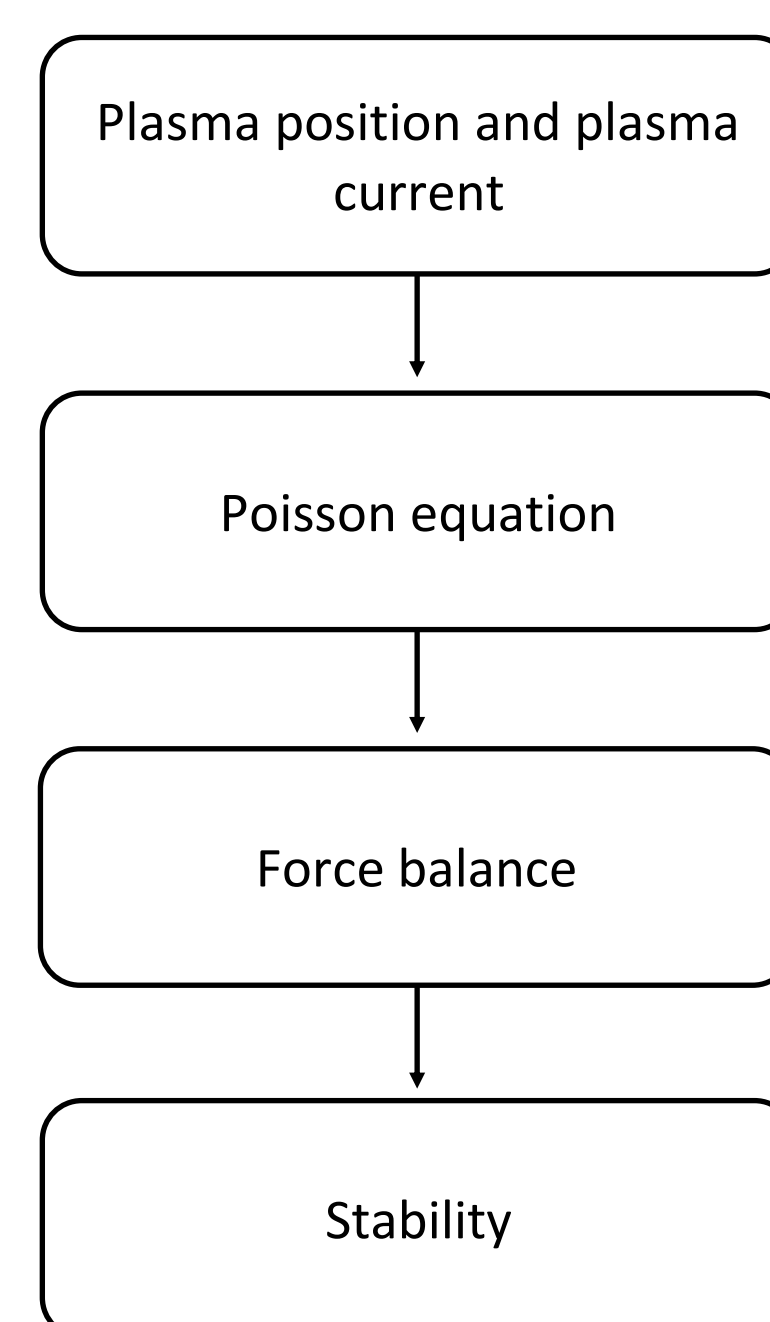 Plasma position and plasma
current
Poisson equation
Force balance
Stability